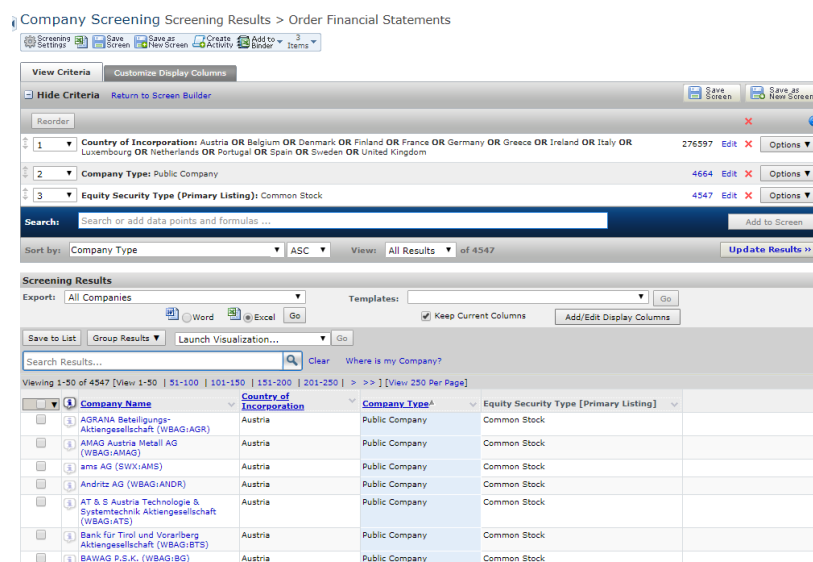 Company Screening Screening Results > Order Financial Statements
Screening Settings Save Screen Save as New Screen Create Activity Add to Binder 3 Items
View Criteria Customize Display Columns
Hide Criteria Return to Screen Builder Save Screen Save as New Screen
Reorder
1 Country of Incorporation: Austria OR Belgium OR Denmark OR Finland OR France OR Germany OR Greece OR Ireland OR Italy OR 276597 Edit Options
Luxembourg OR Netherlands OR Portugal OR Spain OR Sweden OR United Kingdom
2 Company Type: Public Company 4664 Edit Options
3 Equity Security Type (Primary Listing): Common Stock 4547 Edit Options
Search: Search or add data points and formulas ... Add to Screen
Sort by: Company Type ASC View: All Results of 4547 Update Results »
Screening Results
Export: All Companies Templates: Go
Word Excel Go Keep Current Columns Add/Edit Display Columns
Save to List Group Results Launch Visualization... Go
Search Results... Clear Where is my Company?
Viewing 1-50 of 4547 [View 1-50 | 51-100 | 101-150 | 151-200 | 201-250 | > >> ] [View 250 Per Page]
Company Name Country of Incorporation Company Type Equity Security Type [Primary Listing]
AGRANA Beteiligungs- Austria Public Company Common Stock
Aktiengesellschaft (WBAG:AGR)
AMAG Austria Metall AG Austria Public Company Common Stock
(WBAG:AMAG)
ams AG (SWX:AMS) Austria Public Company Common Stock
Andritz AG (WBAG:ANDR) Austria Public Company Common Stock
AT & S Austria Technologie & Austria Public Company Common Stock
Systemtechnik Aktiengesellschaft
(WBAG:ATS)
Bank für Tirol und Vorarlberg Austria Public Company Common Stock
Aktiengesellschaft (WBAG:BTS)
BAWAG P.S.K. (WBAG:BG) Austria Public Company Common Stock